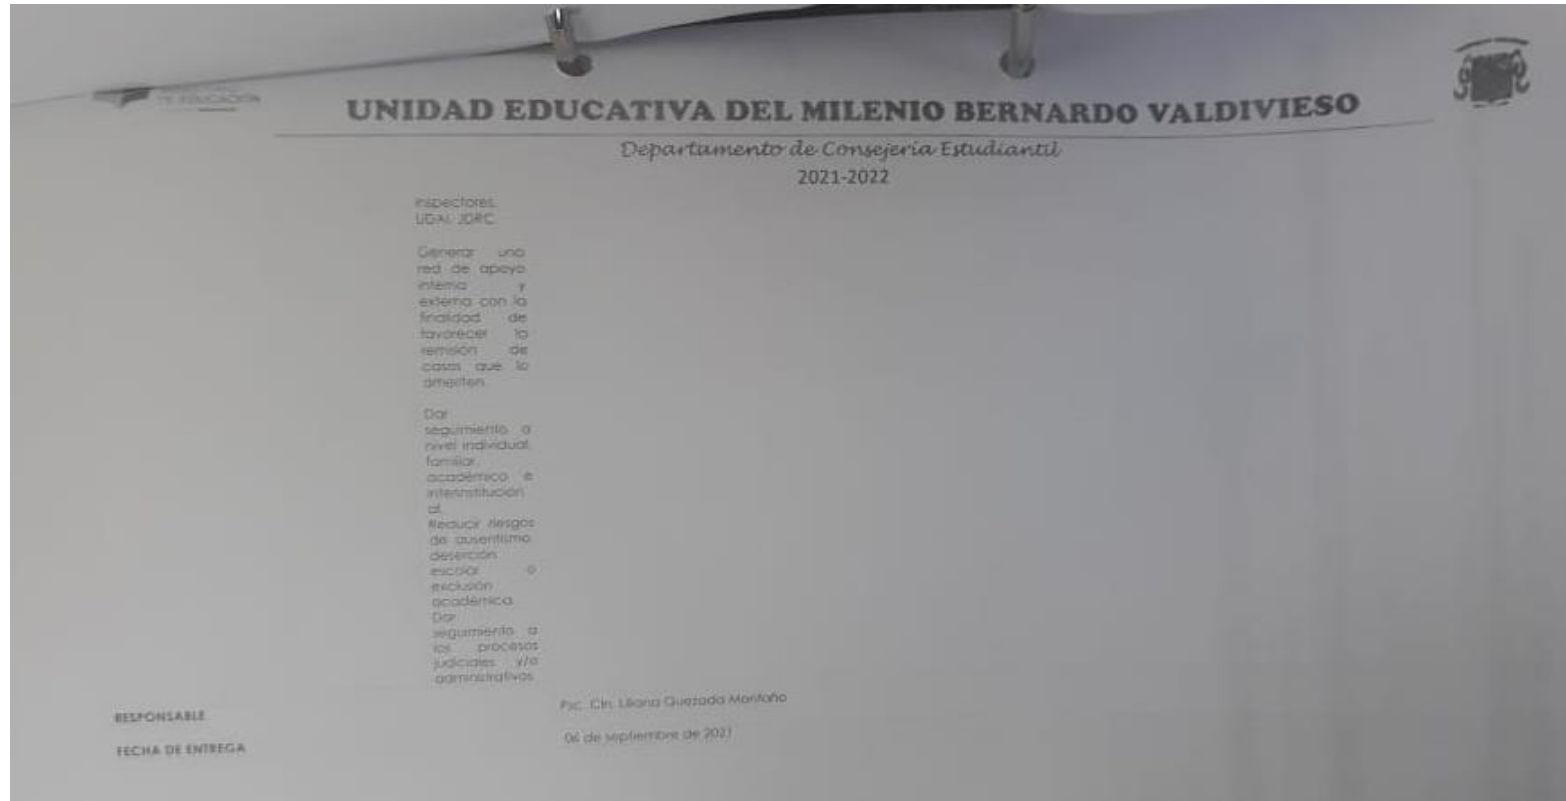 DE EDUCACIÓN
UNIDAD EDUCATIVA DEL MILENIO BERNARDO VALDIVIESO
Departamento de Consejería Estudiantil
2021-2022
inspectores,
UDAI, JDRC.
Generar una
red de apoyo
interna y
externa con la
finalidad de
favorecer la
remisión de
casos que lo
ameriten.
Dar
seguimiento a
nivel individual,
familiar,
académico e
interinstitucion
al.
Reducir riesgos
de ausentismo,
deserción
escolar o
exclusión
académica.
Dar
seguimiento a
los procesos
judiciales y/o
administrativos
RESPONSABLE
Psc. Cln. Liliana Quezada Montaño
FECHA DE ENTREGA
06 de septiembre de 2021